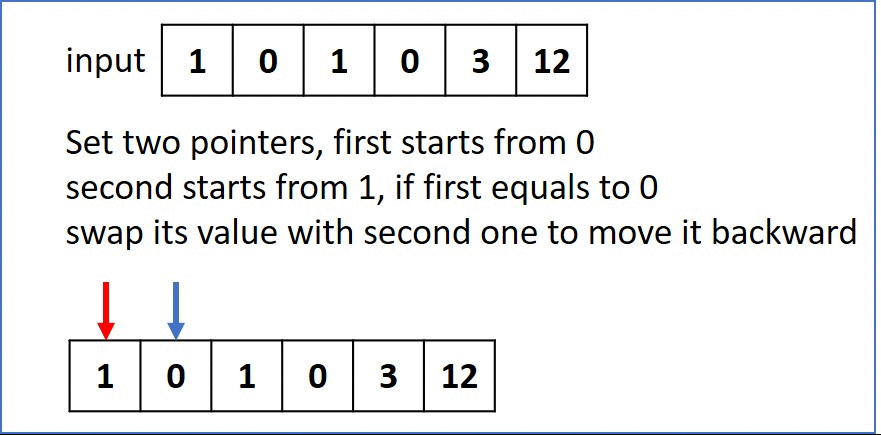 input 1 0 1 0 3 12
Set two pointers, first starts from 0
second starts from 1, if first equals to 0
swap its value with second one to move it backward
1 0 1 0 3 12